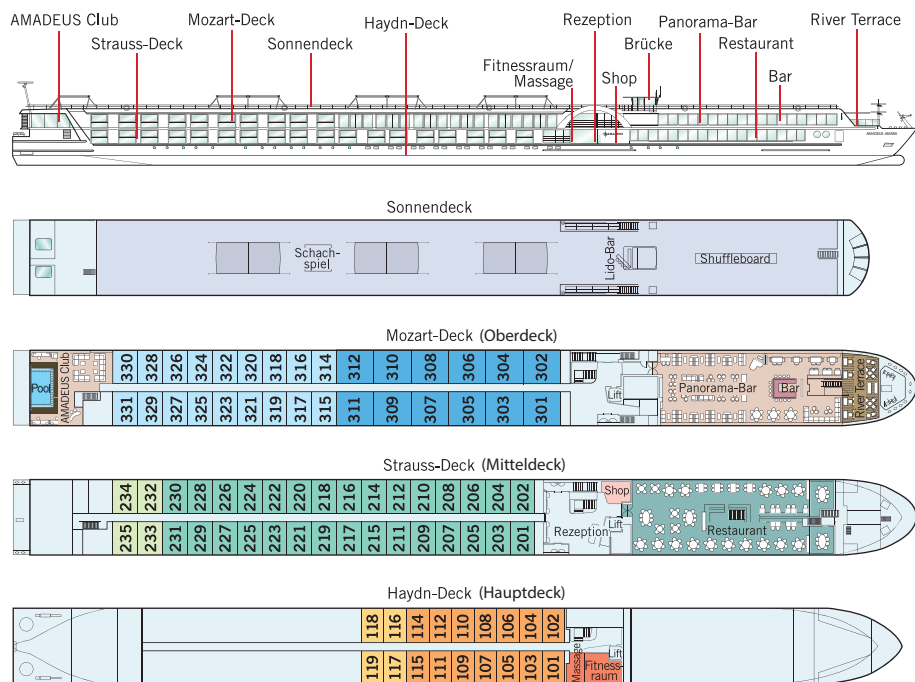 AMADEUS Club
Mozart-Deck
Haydn-Deck
Rezeption
Panorama-Bar
River Terrace
Strauss-Deck
Sonnendeck
Brücke
Restaurant
Fitnessraum/
Massage
Shop
Bar
Sonnendeck
Schach-
spiel
Lido-Bar
Shuffleboard
Mozart-Deck (Oberdeck)
Pool
AMADEUS Club
330 328 326 324 322 320 318 316 314 312 310 308 306 304 302
331 329 327 325 323 321 319 317 315 311 309 307 305 303 301
Lift
Panorama-Bar
Bar
River Terrace
Strauss-Deck (Mitteldeck)
234 232 230 228 226 224 222 220 218 216 214 212 210 208 206 204 202
235 233 231 229 227 225 223 221 219 217 215 211 209 207 205 203 201
Rezeption
Shop
Lift
Restaurant
Haydn-Deck (Hauptdeck)
118 116 114 112 110 108 106 104 102
119 117 115 111 109 107 105 103 101
Massage
Lift
Fitness-
raum